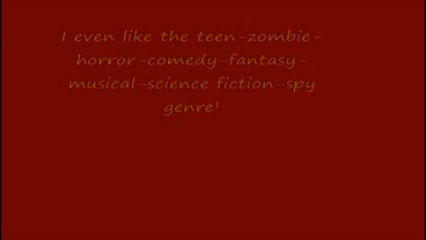 I even like the teen-zombie-
horror-comedy-fantasy-
musical-science fiction-spy
genre!